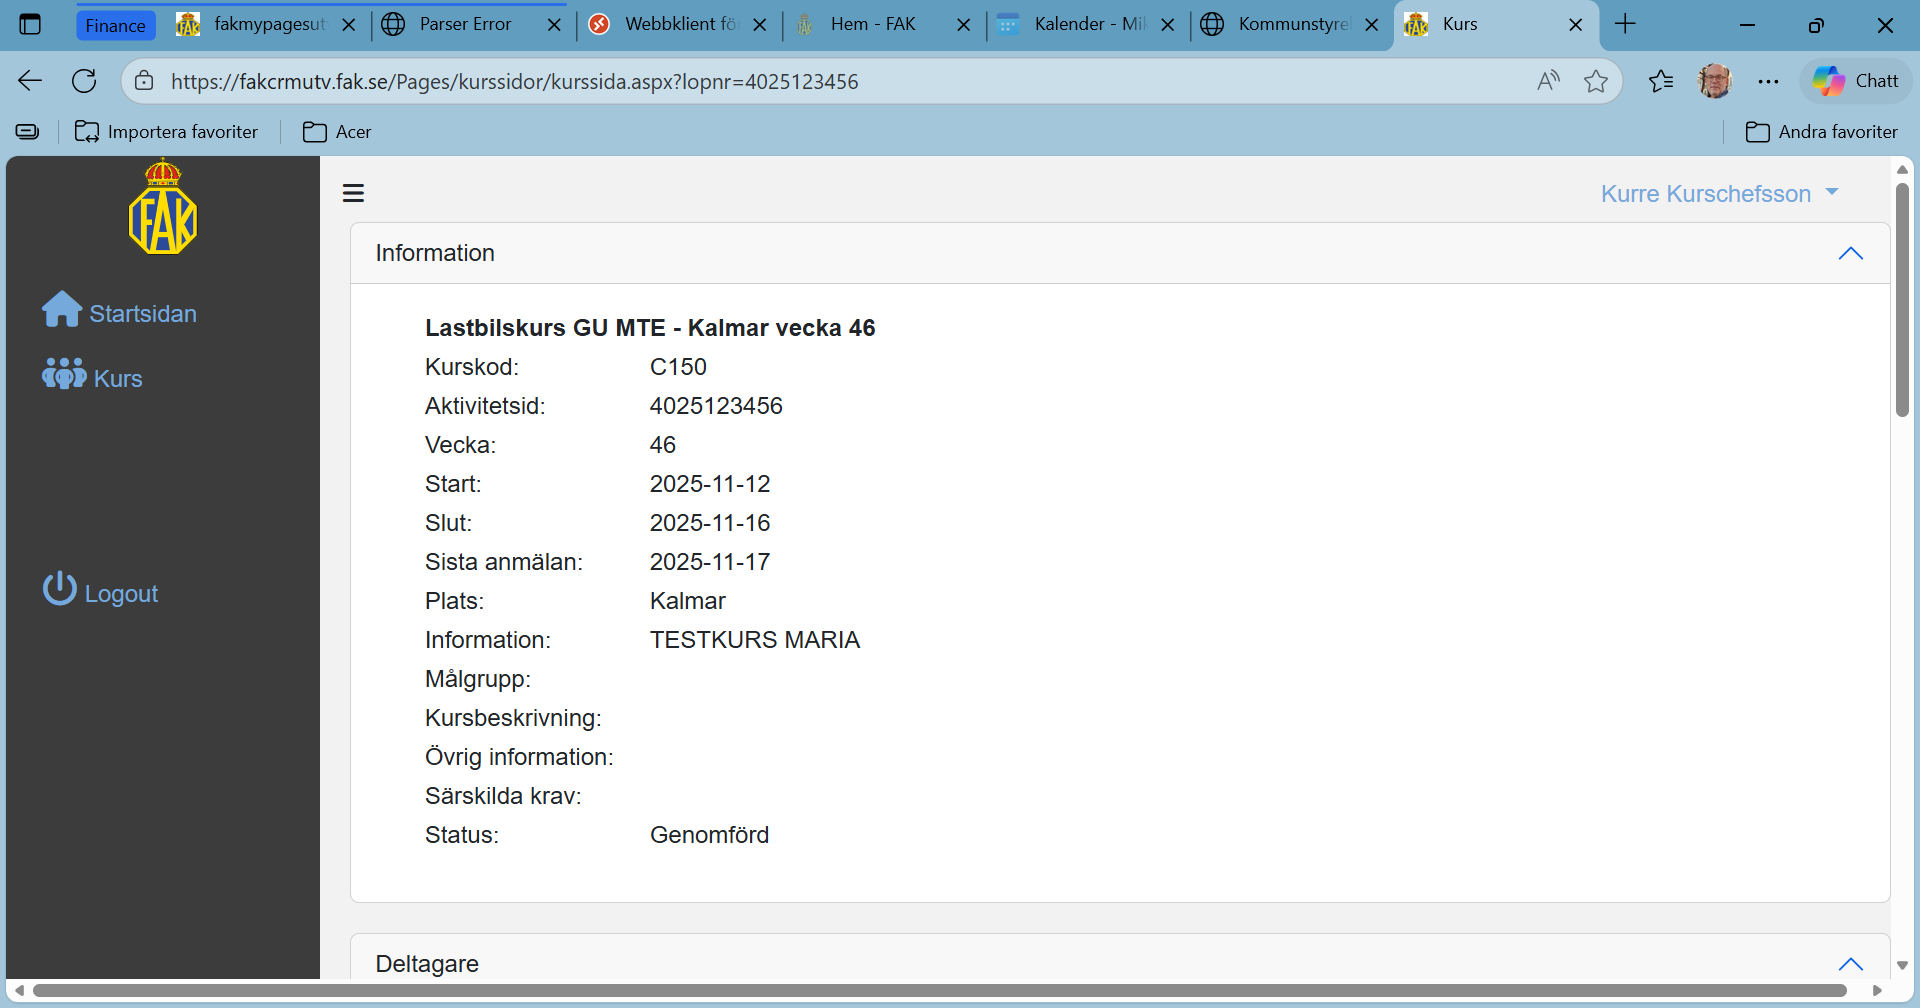 Finance
fakmypagesut
Parser Error
Webbklient fö
Hem - FAK
Kalender - Mi
Kommunstyre
Kurs
https://fakcrmutv.fak.se/Pages/kurssidor/kurssida.aspx?lopnr=4025123456
Chatt
Importera favoriter
Acer
Andra favoriter
FAK
Kurre Kurschefsson
Startsidan
Kurs
Logout
Information
Lastbilskurs GU MTE - Kalmar vecka 46
Kurskod: C150
Aktivitetsid: 4025123456
Vecka: 46
Start: 2025-11-12
Slut: 2025-11-16
Sista anmälan: 2025-11-17
Plats: Kalmar
Information: TESTKURS MARIA
Målgrupp:
Kursbeskrivning:
Övrig information:
Särskilda krav:
Status: Genomförd
Deltagare